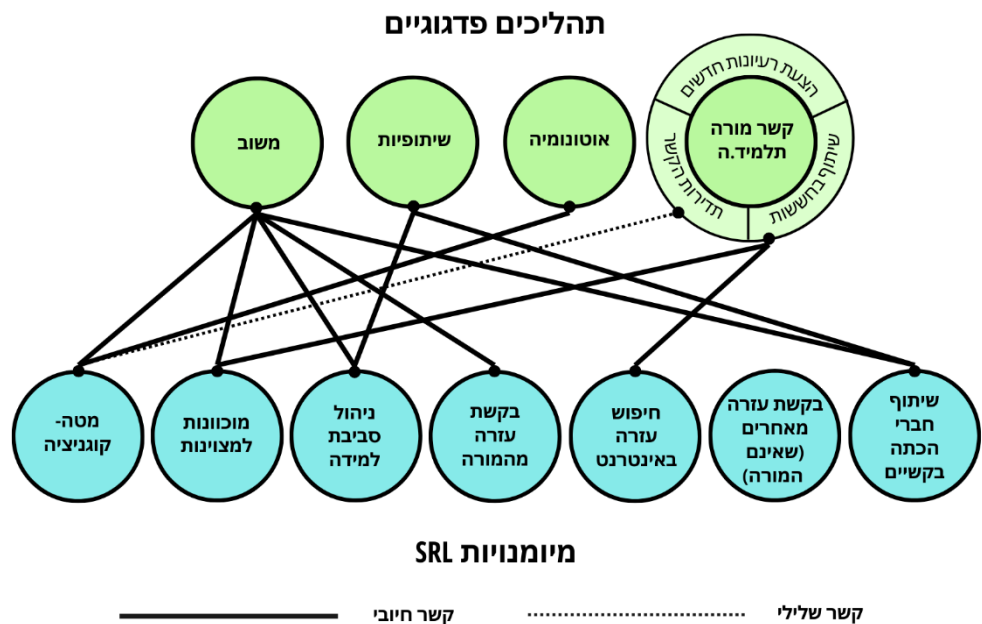 תהליכים פדגוגיים
הצעת רעיונות חדשים
שיתוף בחששות
תדירות הקשר
קשר מורה
תלמיד.ה
אוטונומיה
שיתופיות
משוב
שיתוף
חברי
הכתה
בקשיים
בקשת עזרה
מאחרים
(שאינם
המורה)
חיפוש
עזרה
באינטרנט
בקשת
עזרה
מהמורה
ניהול
סביבת
למידה
מוכוונות
למצוינות
מטה-
קוגניציה
מיומנויות SRL
קשר שלילי
קשר חיובי